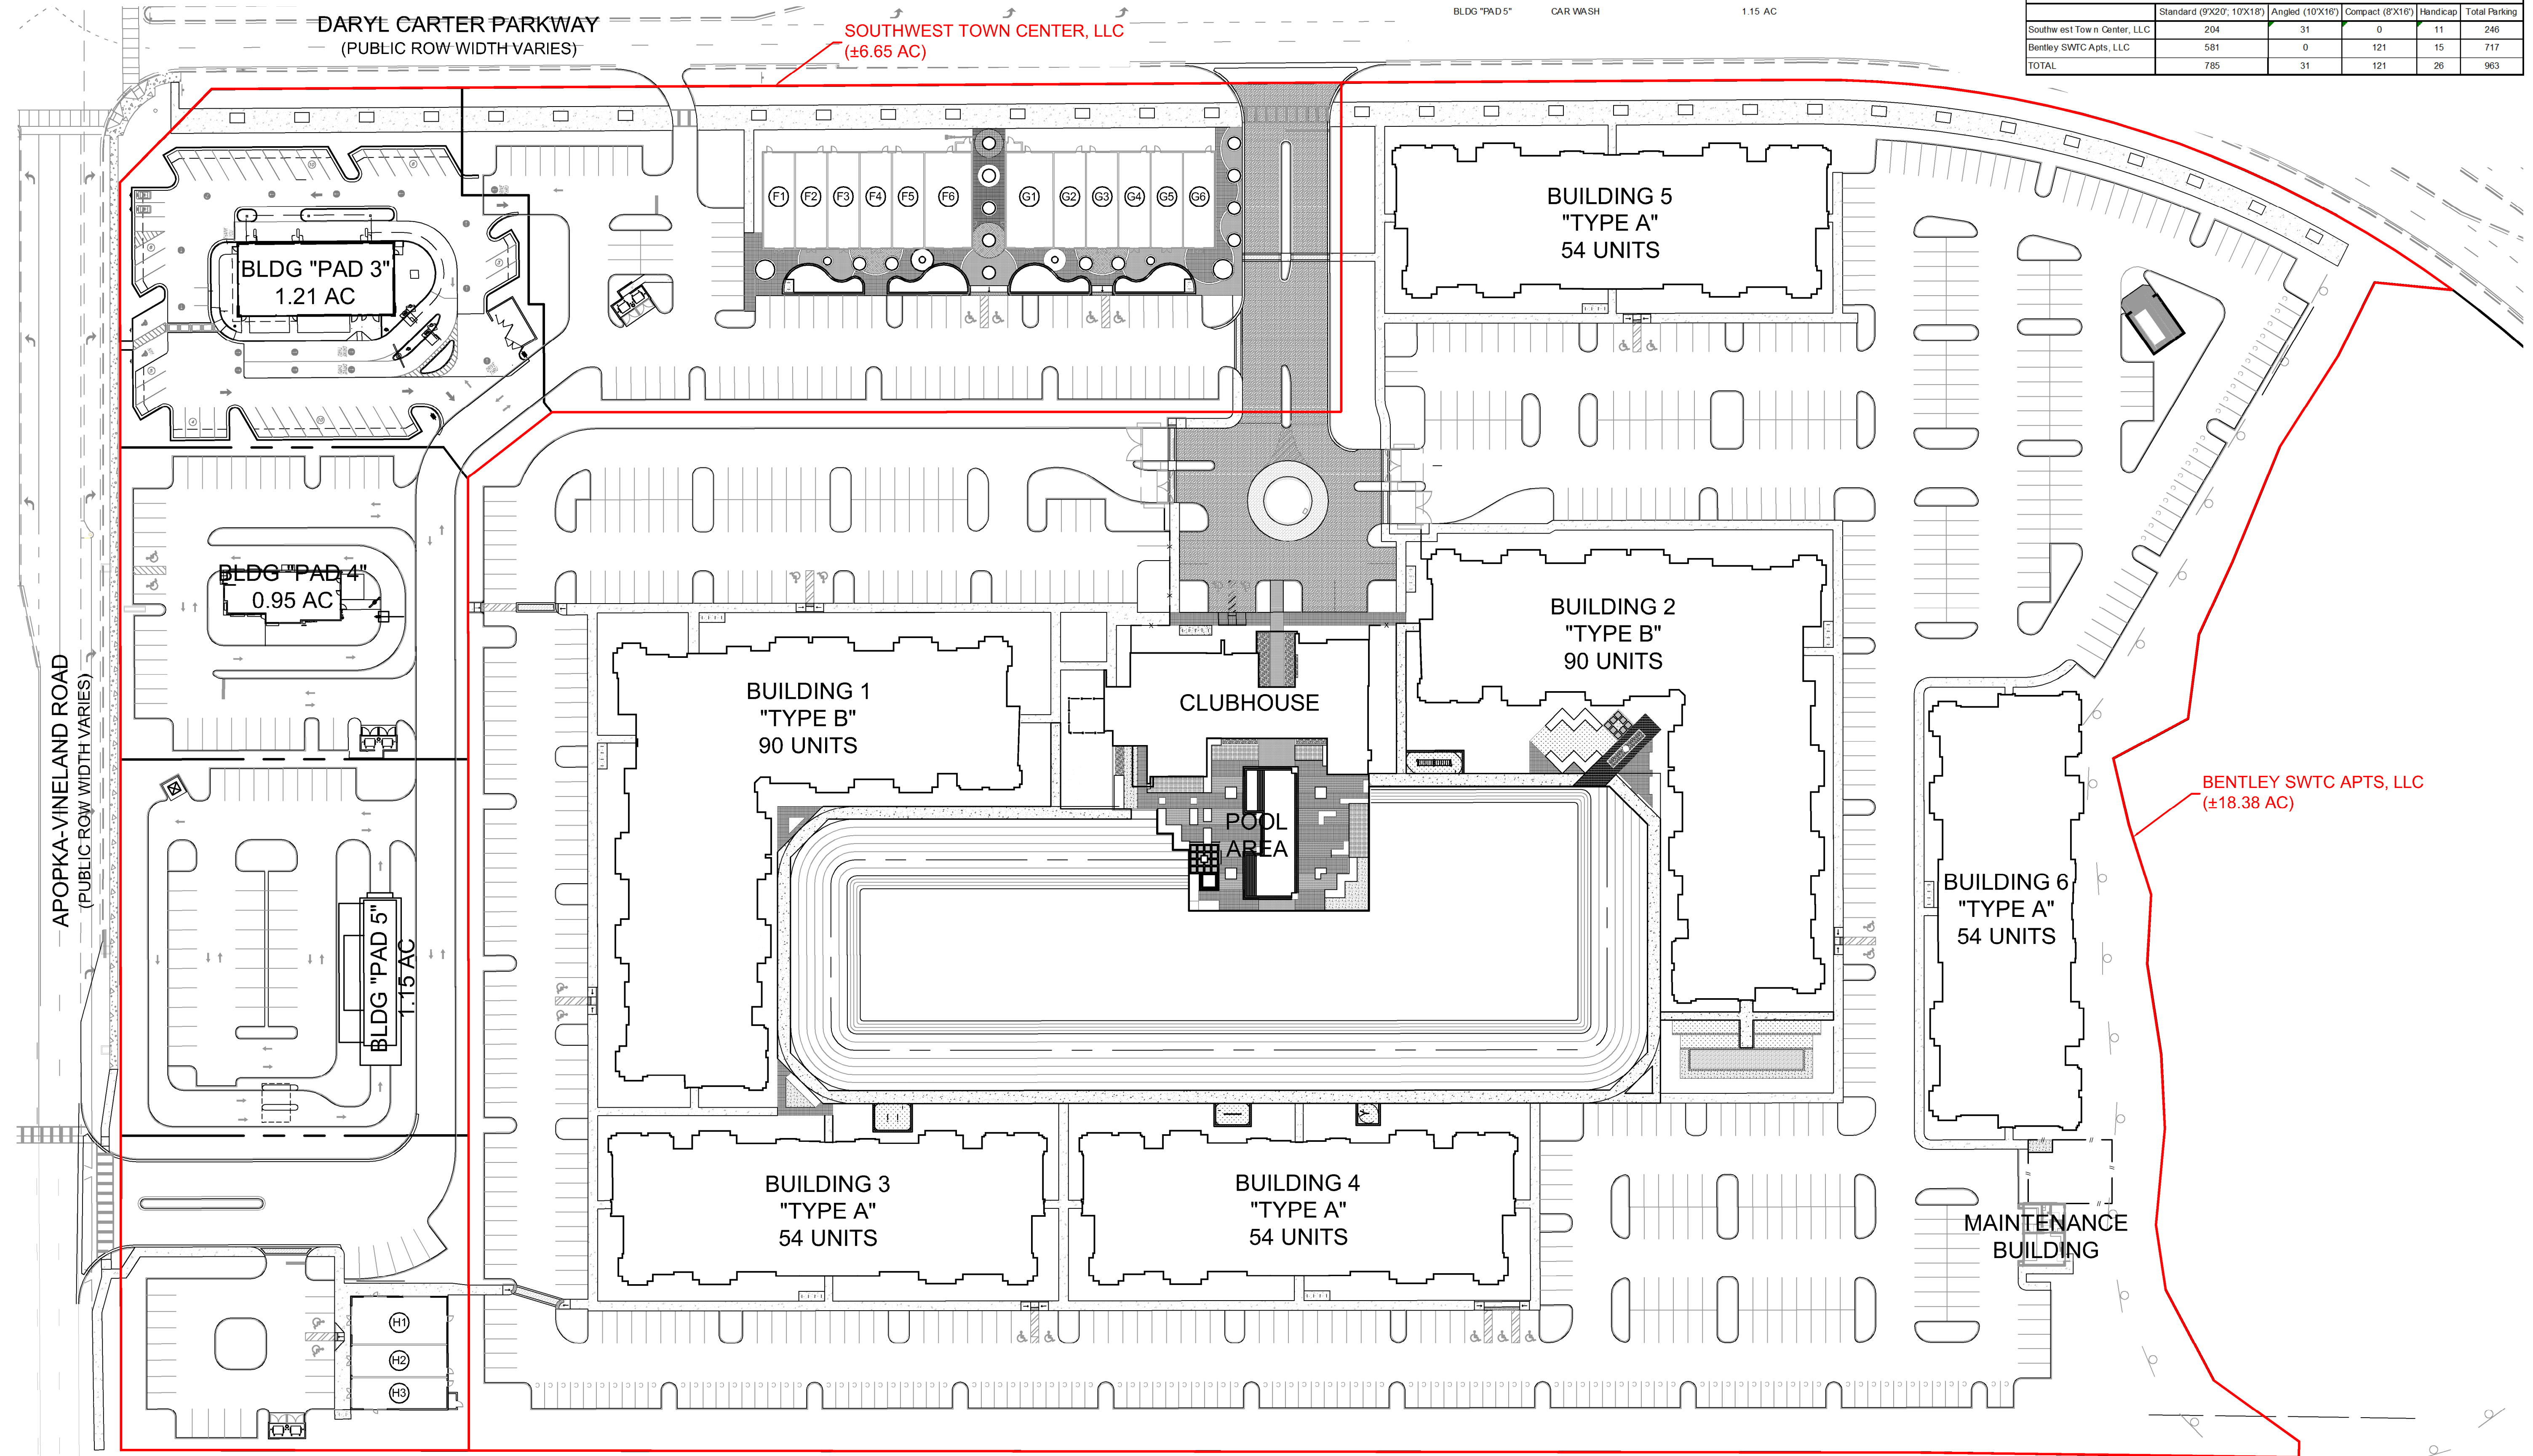 DARYL CARTER PARKWAY
(PUBLIC ROW WIDTH VARIES)
SOUTHWEST TOWN CENTER, LLC
(±6.65 AC)
BLDG "PAD 5" CAR WASH 1.15 AC
Standard (9'X20'; 10'X18') Angled (10'X16') Compact (8'X16') Handicap Total Parking
Southwest Town Center, LLC 204 31 0 11 246
Bentley SWTC Apts, LLC 581 0 121 15 717
TOTAL 785 31 121 26 963
F1 F2 F3 F4 F5 F6 G1 G2 G3 G4 G5 G6
BUILDING 5
"TYPE A"
54 UNITS
BLDG "PAD 3"
1.21 AC
BLDG "PAD 4"
0.95 AC
APOPKA-VINELAND ROAD
(PUBLIC ROW WIDTH VARIES)
BUILDING 1
"TYPE B"
90 UNITS
CLUBHOUSE
BUILDING 2
"TYPE B"
90 UNITS
POOL
AREA
BENTLEY SWTC APTS, LLC
(±18.38 AC)
BUILDING 6
"TYPE A"
54 UNITS
BLDG "PAD 5"
1.15 AC
BUILDING 3
"TYPE A"
54 UNITS
BUILDING 4
"TYPE A"
54 UNITS
MAINTENANCE
BUILDING
H1
H2
H3